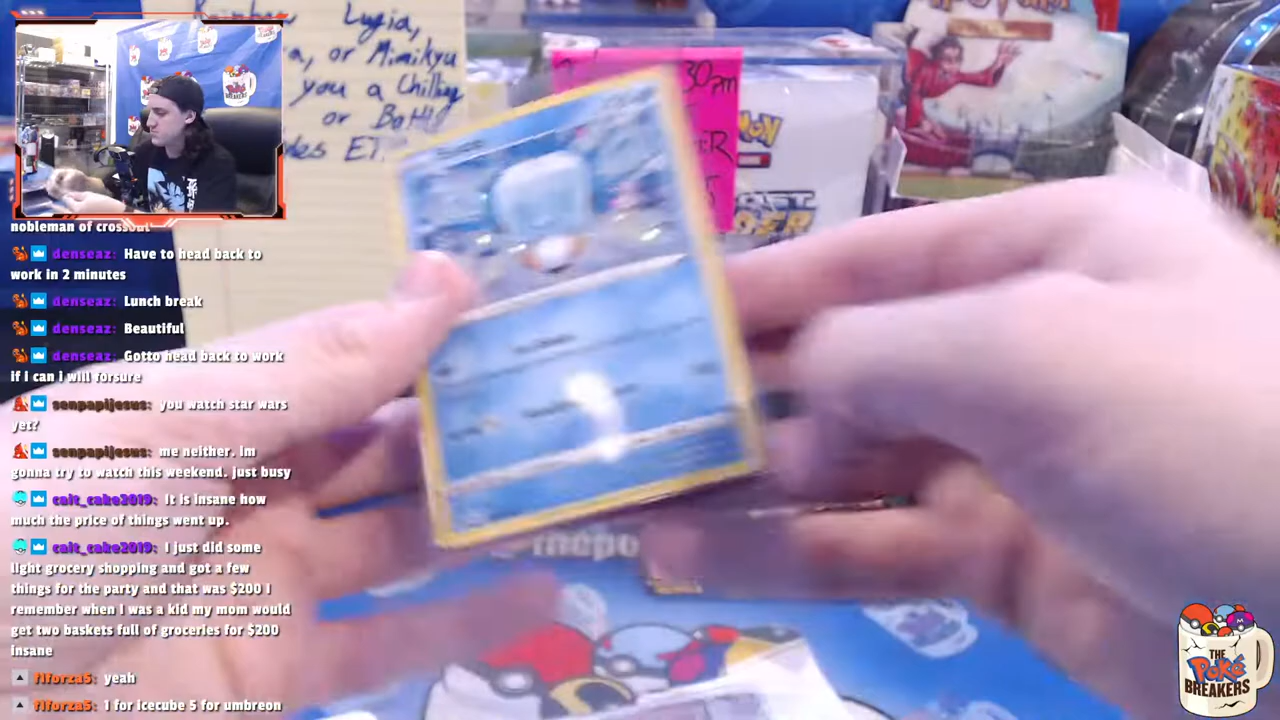 Rainbow Lugia,
a, or Mimikyu
you a Chilling
or Battle
30pm
nobleman of crossout
denseaz: Have to head back to
work in 2 minutes
denseaz: Lunch break
denseaz: Beautiful
denseaz: Gotto head back to work
if I can i will forsure
senpapijesus: you watch star wars
yet?
senpapijesus: me neither. im
gonna try to watch this weekend. just busy
cait_cake2019: It is insane how
much the price of things went up.
cait_cake2019: I just did some
light grocery shopping and got a few
things for the party and that was $200 I
remember when I was a kid my mom would
get two baskets full of groceries for $200
insane
f1forza5: yeah
f1forza5: 1 for Icecube 5 for umbreon
THE
Poké
BREAKERS